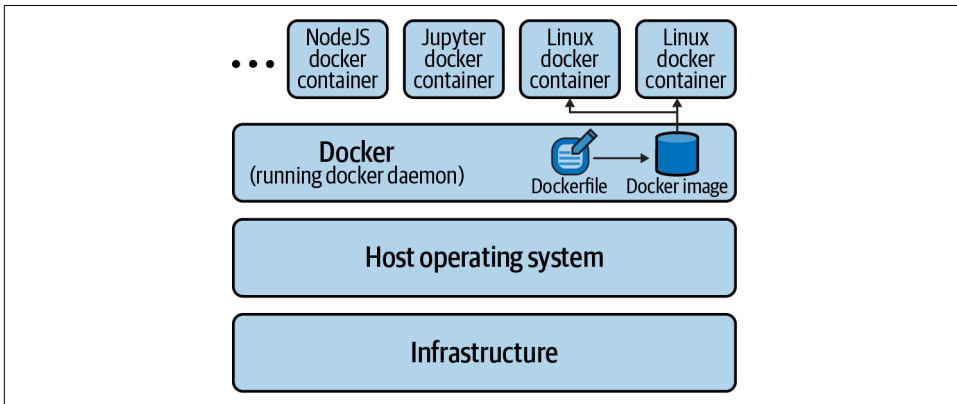 NodeJS
docker
container
Jupyter
docker
container
Linux
docker
container
Linux
docker
container
Docker
(running docker daemon)
Dockerfile
Docker image
Host operating system
Infrastructure